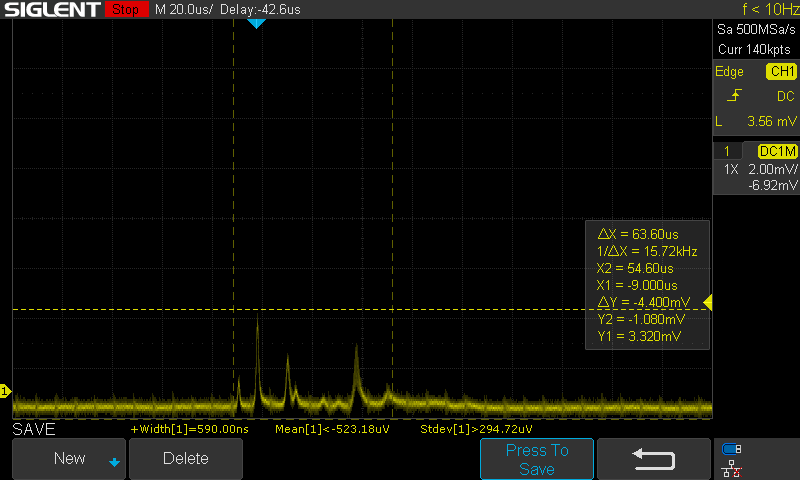 SIGLENT Stop M 20.0us/ Delay:-42.6us f < 10Hz
Sa 500MSa/s
Curr 140kpts
Edge CH1
DC
L 3.56 mV
1 DC1M
1X 2.00mV/
-6.92mV
ΔX = 63.60us
1/ΔX = 15.72kHz
X2 = 54.60us
X1 = -9.000us
ΔY = -4.400mV
Y2 = -1.080mV
Y1 = 3.320mV
1
SAVE +Width[1]=590.00ns Mean[1]<-523.18uV Stdev[1]>294.72uV
New Delete Press To
Save